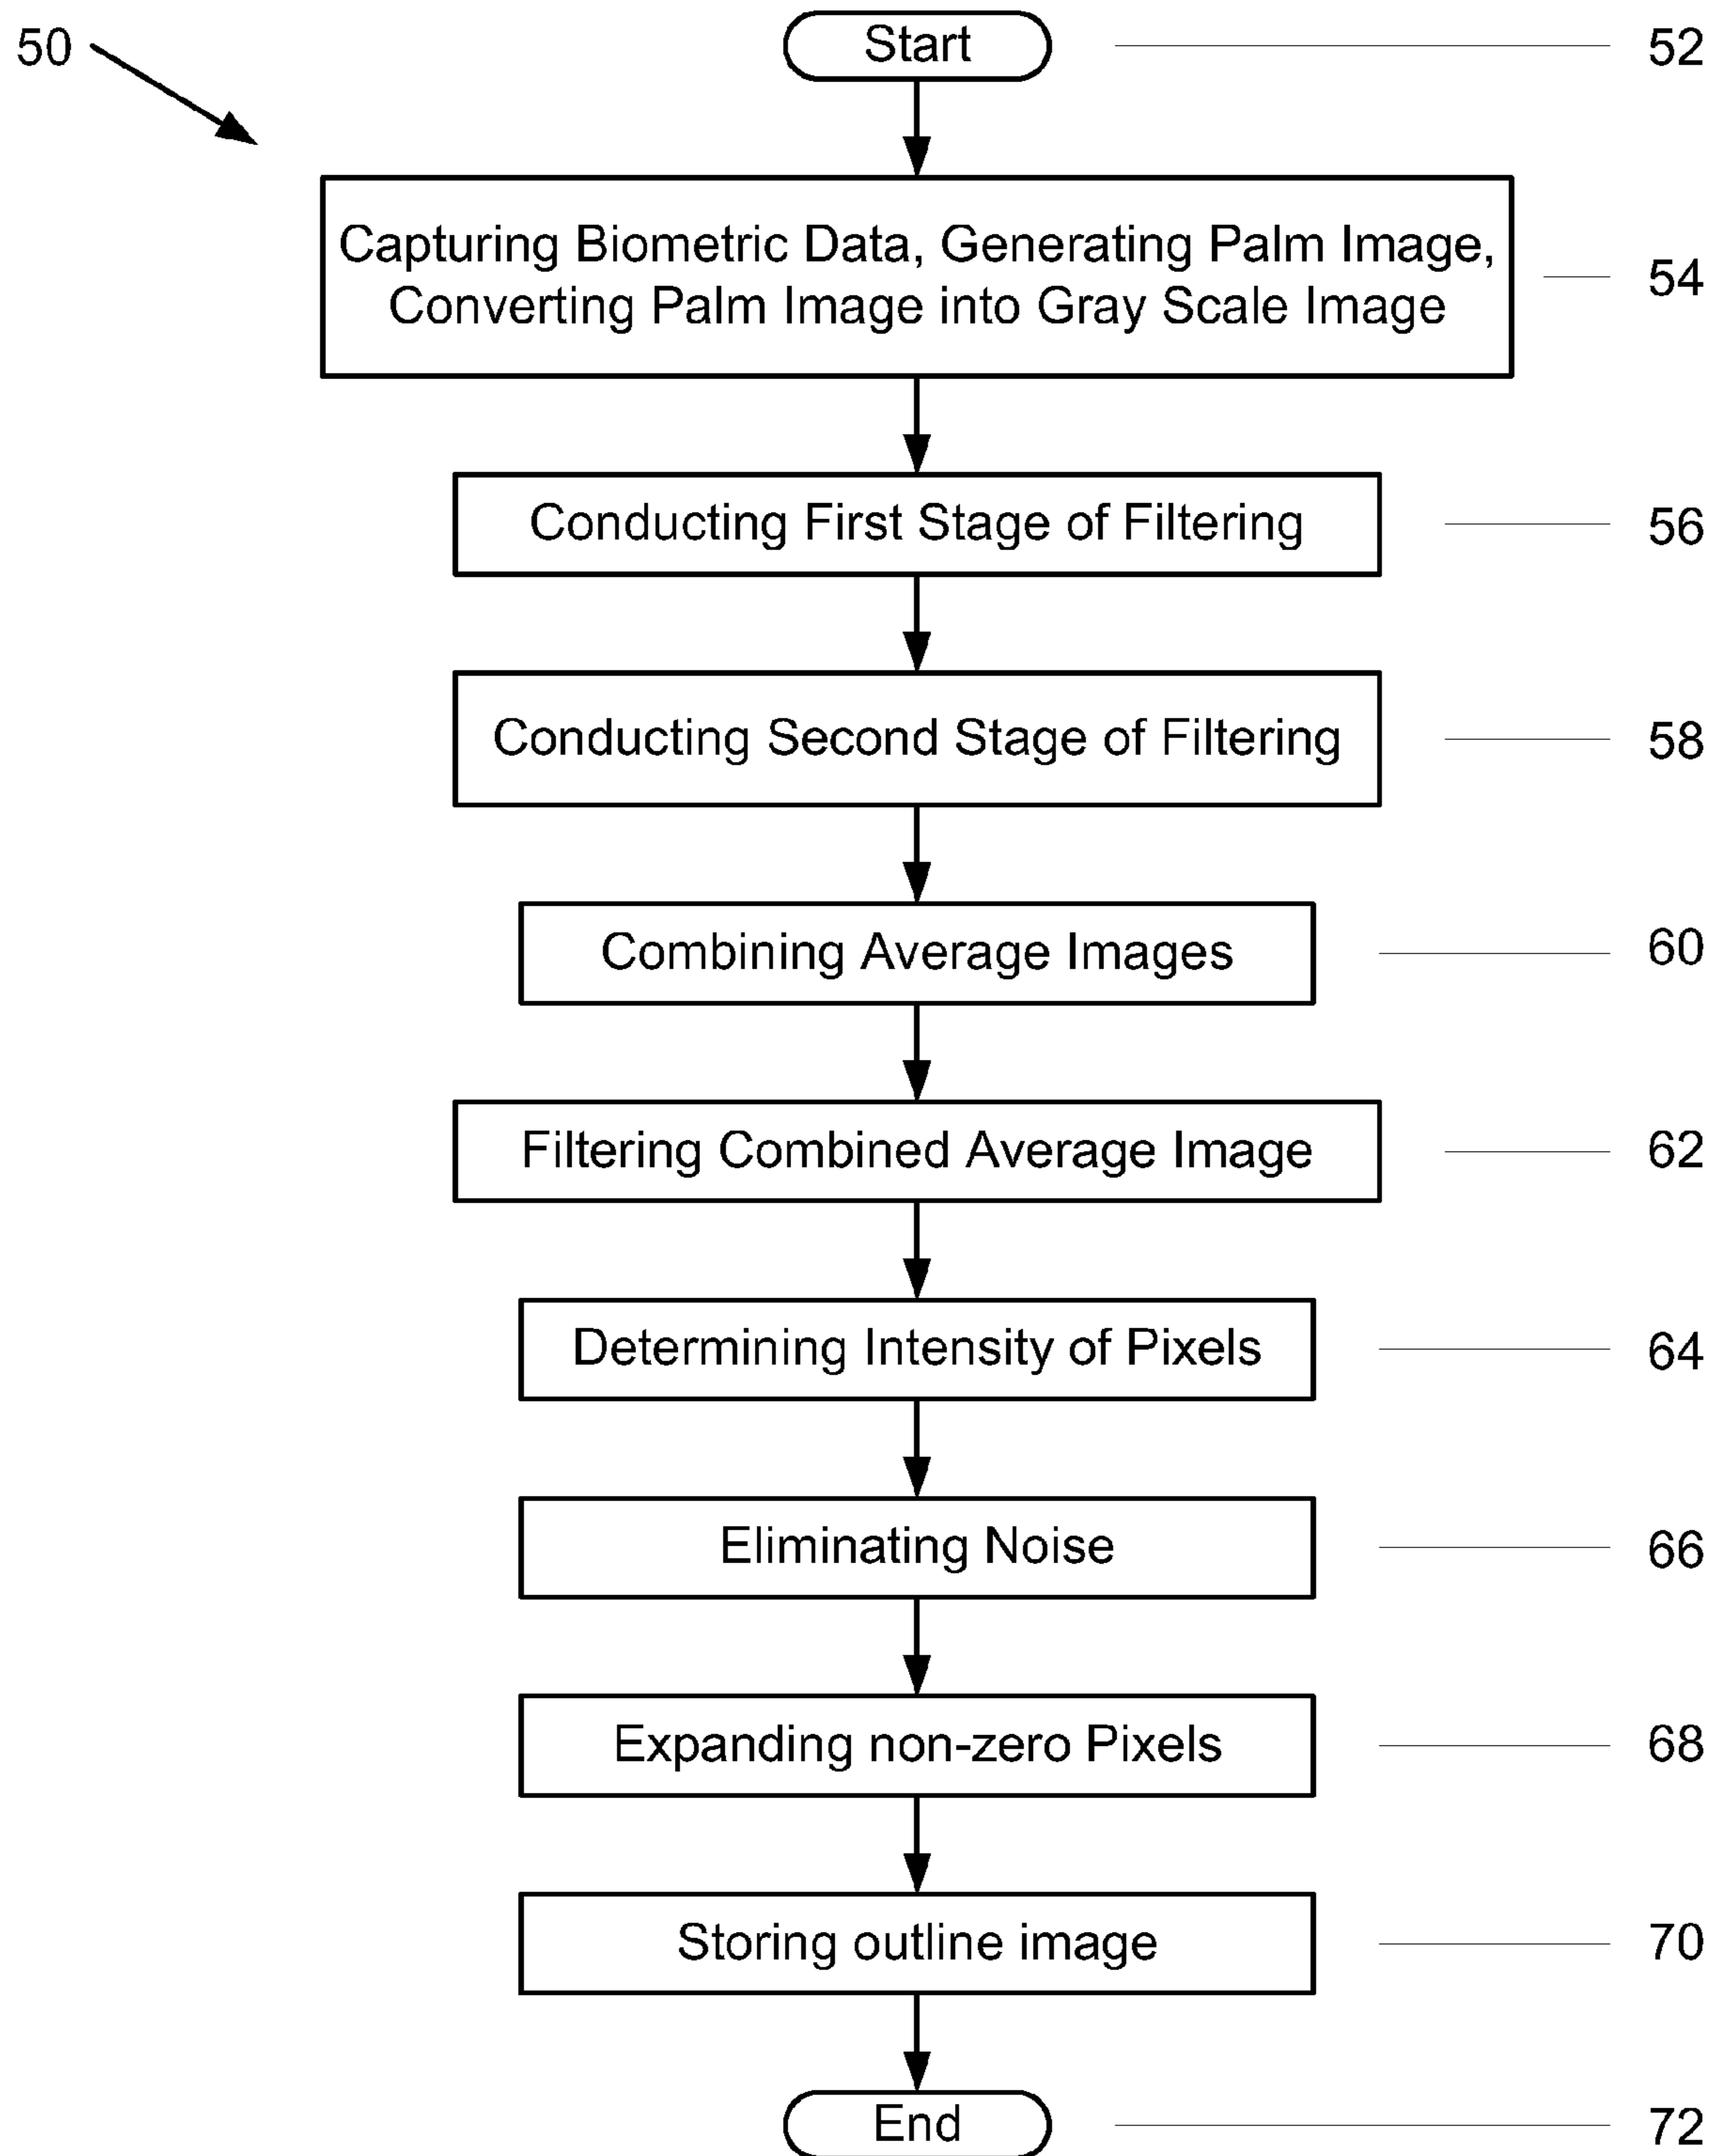 50
Start
52
Capturing Biometric Data, Generating Palm Image,
Converting Palm Image into Gray Scale Image
54
Conducting First Stage of Filtering
56
Conducting Second Stage of Filtering
58
Combining Average Images
60
Filtering Combined Average Image
62
Determining Intensity of Pixels
64
Eliminating Noise
66
Expanding non-zero Pixels
68
Storing outline image
70
End
72